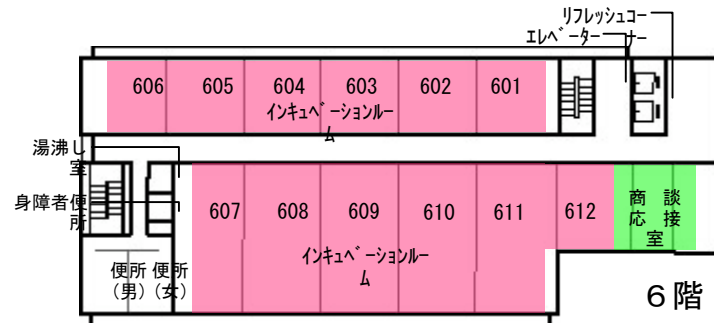 リフレッシュコー
ナー
エレベーター
606 605 604 603 602 601
インキュベーションルー
ム
湯沸し
室
身障者便
所
607 608 609 610 611 612
インキュベーションルー
ム
商 談
応 接
室
便所
(男)
便所
(女)
6階